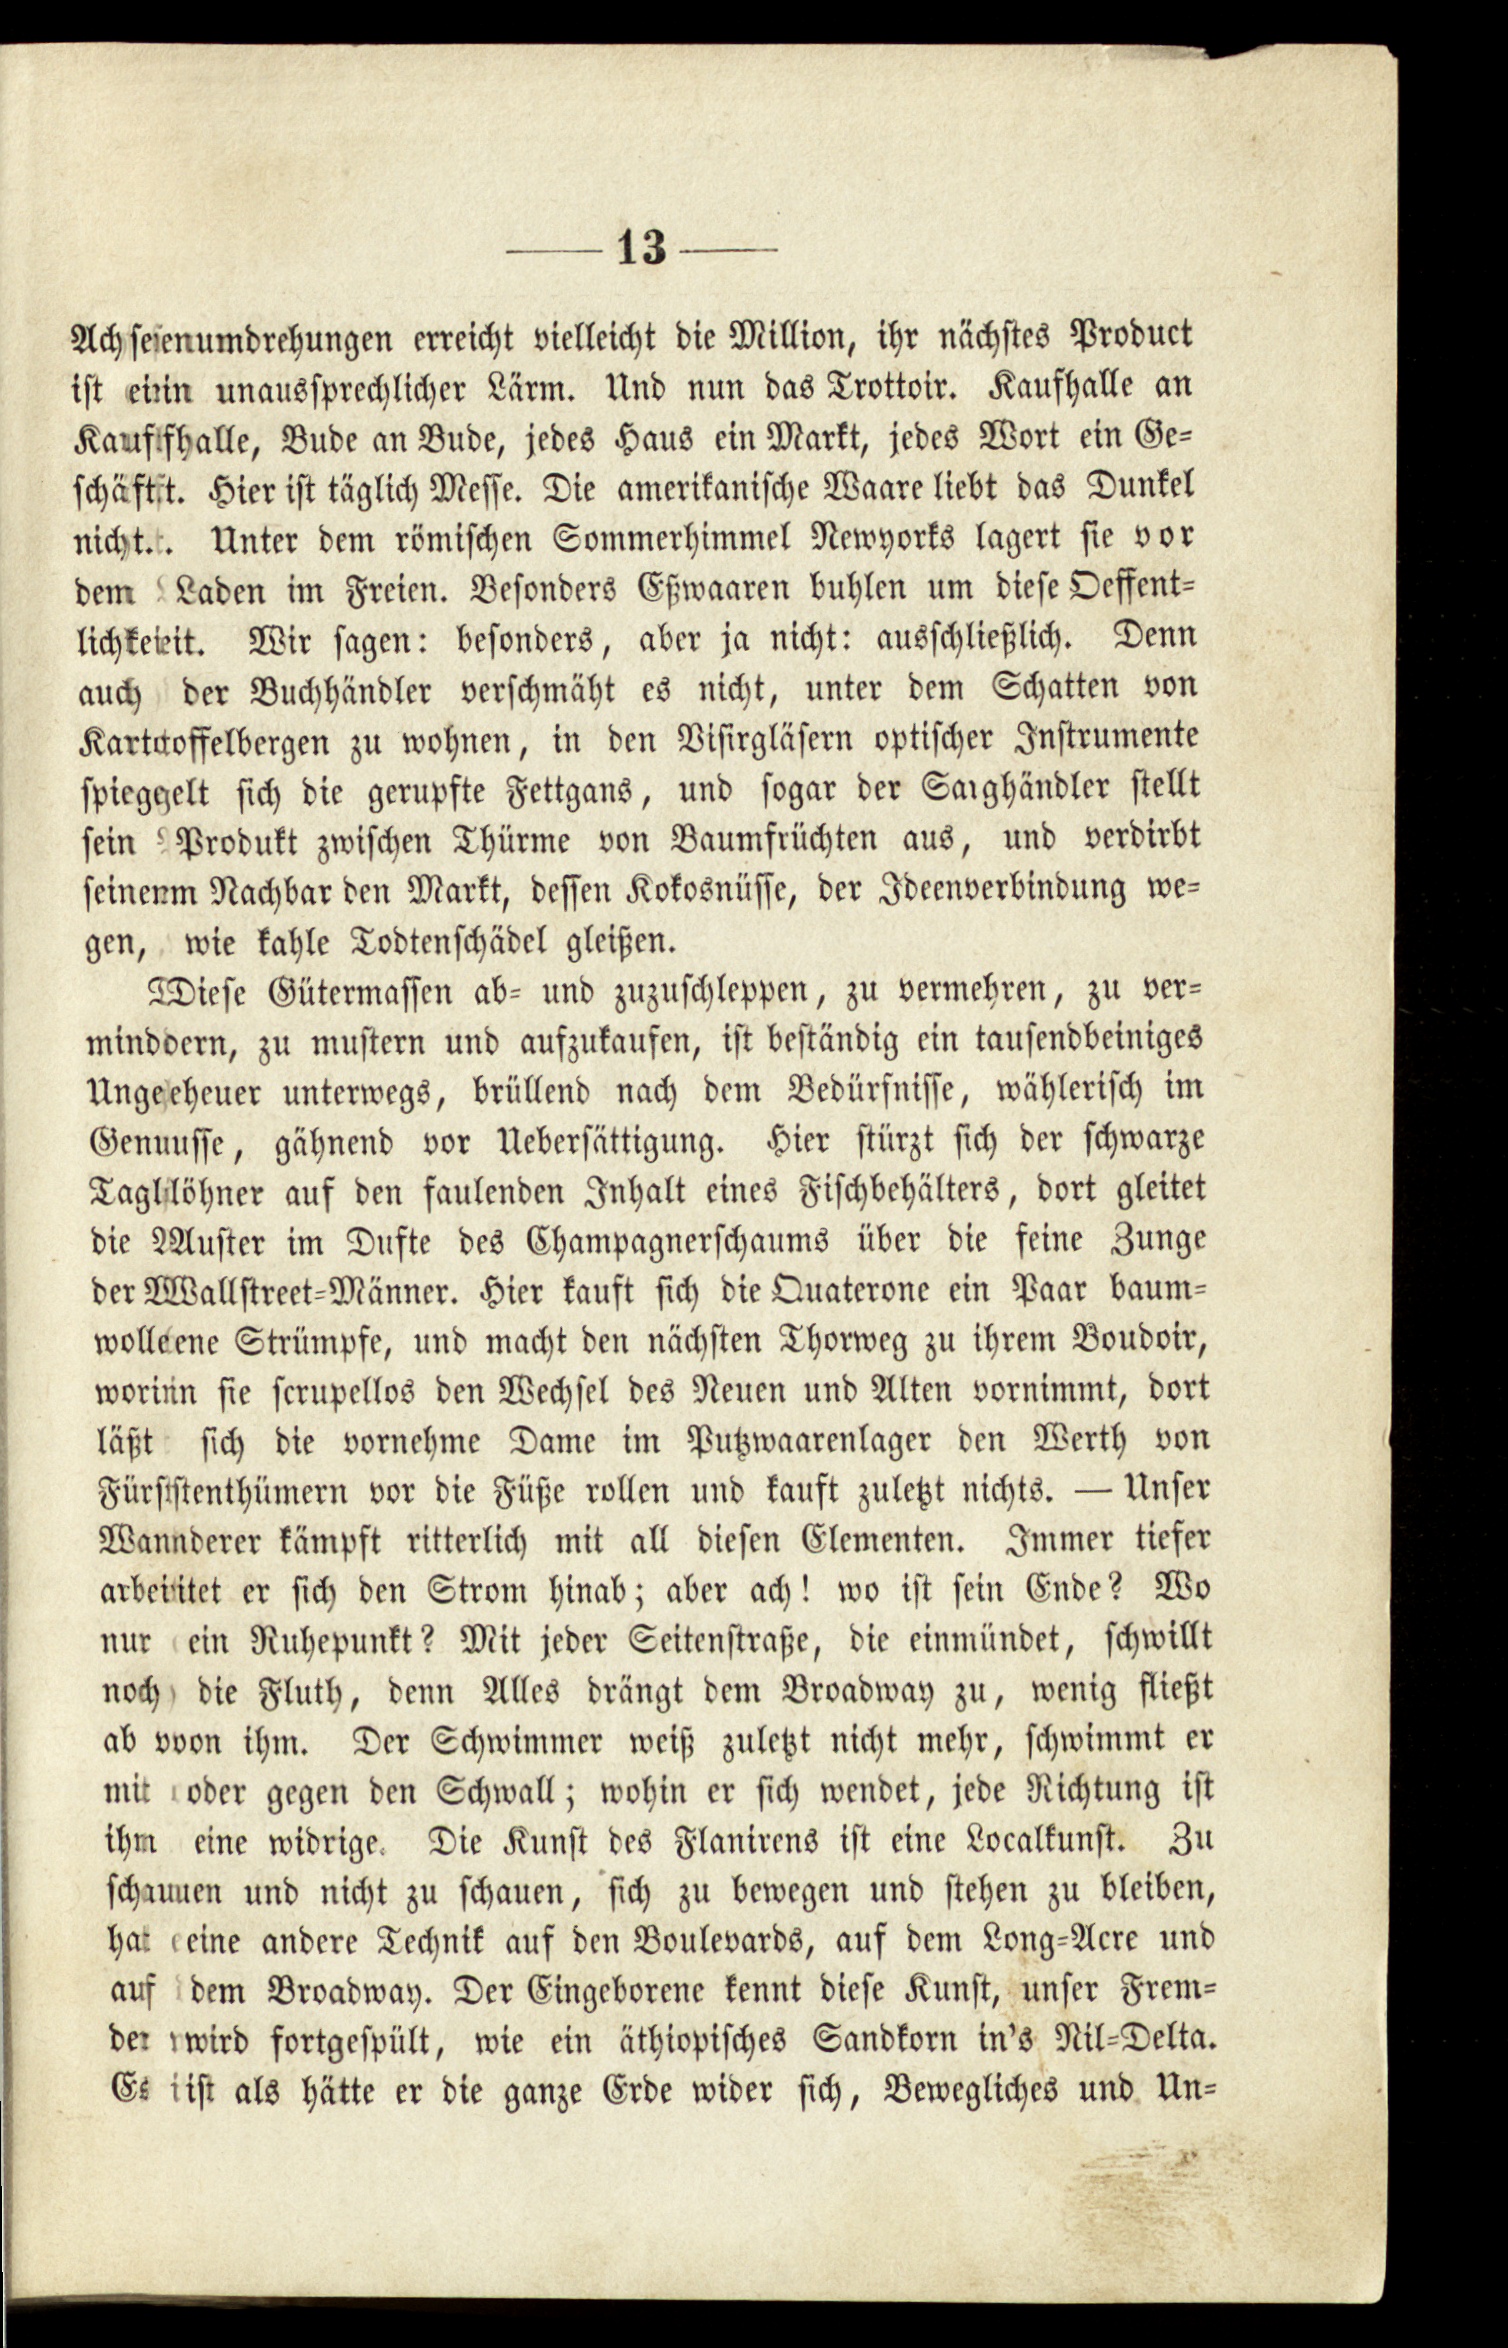 — 13 —
Achsenumdrehungen erreicht vielleicht die Million, ihr nächstes Product
ist ein unaussprechlicher Lärm. Und nun das Trottoir. Kaufhalle an
Kaufhalle, Bude an Bude, jedes Haus ein Markt, jedes Wort ein Ge-
schäft. Hier ist täglich Messe. Die amerikanische Waare liebt das Dunkel
nicht. Unter dem römischen Sommerhimmel Newyorks lagert sie vor
dem Laden im Freien. Besonders Eßwaaren buhlen um diese Oeffent-
lichkeit. Wir sagen: besonders, aber ja nicht: ausschließlich. Denn
auch der Buchhändler verschmäht es nicht, unter dem Schatten von
Kartoffelbergen zu wohnen, in den Visirgläsern optischer Instrumente
spiegelt sich die gerupfte Fettgans, und sogar der Sarghändler stellt
sein Produkt zwischen Thürme von Baumfrüchten aus, und verdirbt
seinem Nachbar den Markt, dessen Kokosnüsse, der Ideenverbindung we-
gen, wie kahle Todtenschädel gleißen.
Diese Gütermassen ab- und zuzuschleppen, zu vermehren, zu ver-
mindern, zu mustern und aufzukaufen, ist beständig ein tausendbeiniges
Ungeheuer unterwegs, brüllend nach dem Bedürfnisse, wählerisch im
Genusse, gähnend vor Uebersättigung. Hier stürzt sich der schwarze
Taglöhner auf den faulenden Inhalt eines Fischbehälters, dort gleitet
die Auster im Dufte des Champagnerschaums über die feine Zunge
der Wallstreet-Männer. Hier kauft sich die Quaterone ein Paar baum-
wollene Strümpfe, und macht den nächsten Thorweg zu ihrem Boudoir,
worin sie scrupellos den Wechsel des Neuen und Alten vornimmt, dort
läßt sich die vornehme Dame im Putzwaarenlager den Werth von
Fürstenthümern vor die Füße rollen und kauft zuletzt nichts. — Unser
Wanderer kämpft ritterlich mit all diesen Elementen. Immer tiefer
arbeitet er sich den Strom hinab; aber ach! wo ist sein Ende? Wo
nur ein Ruhepunkt? Mit jeder Seitenstraße, die einmündet, schwillt
noch die Fluth, denn Alles drängt dem Broadway zu, wenig fließt
ab von ihm. Der Schwimmer weiß zuletzt nicht mehr, schwimmt er
mit oder gegen den Schwall; wohin er sich wendet, jede Richtung ist
ihm eine widrige. Die Kunst des Flanirens ist eine Localkunst. Zu
schauen und nicht zu schauen, sich zu bewegen und stehen zu bleiben,
hat eine andere Technik auf den Boulevards, auf dem Long-Acre und
auf dem Broadway. Der Eingeborene kennt diese Kunst, unser Frem-
der wird fortgespült, wie ein äthiopisches Sandkorn in's Nil-Delta.
Es ist als hätte er die ganze Erde wider sich, Bewegliches und Un-